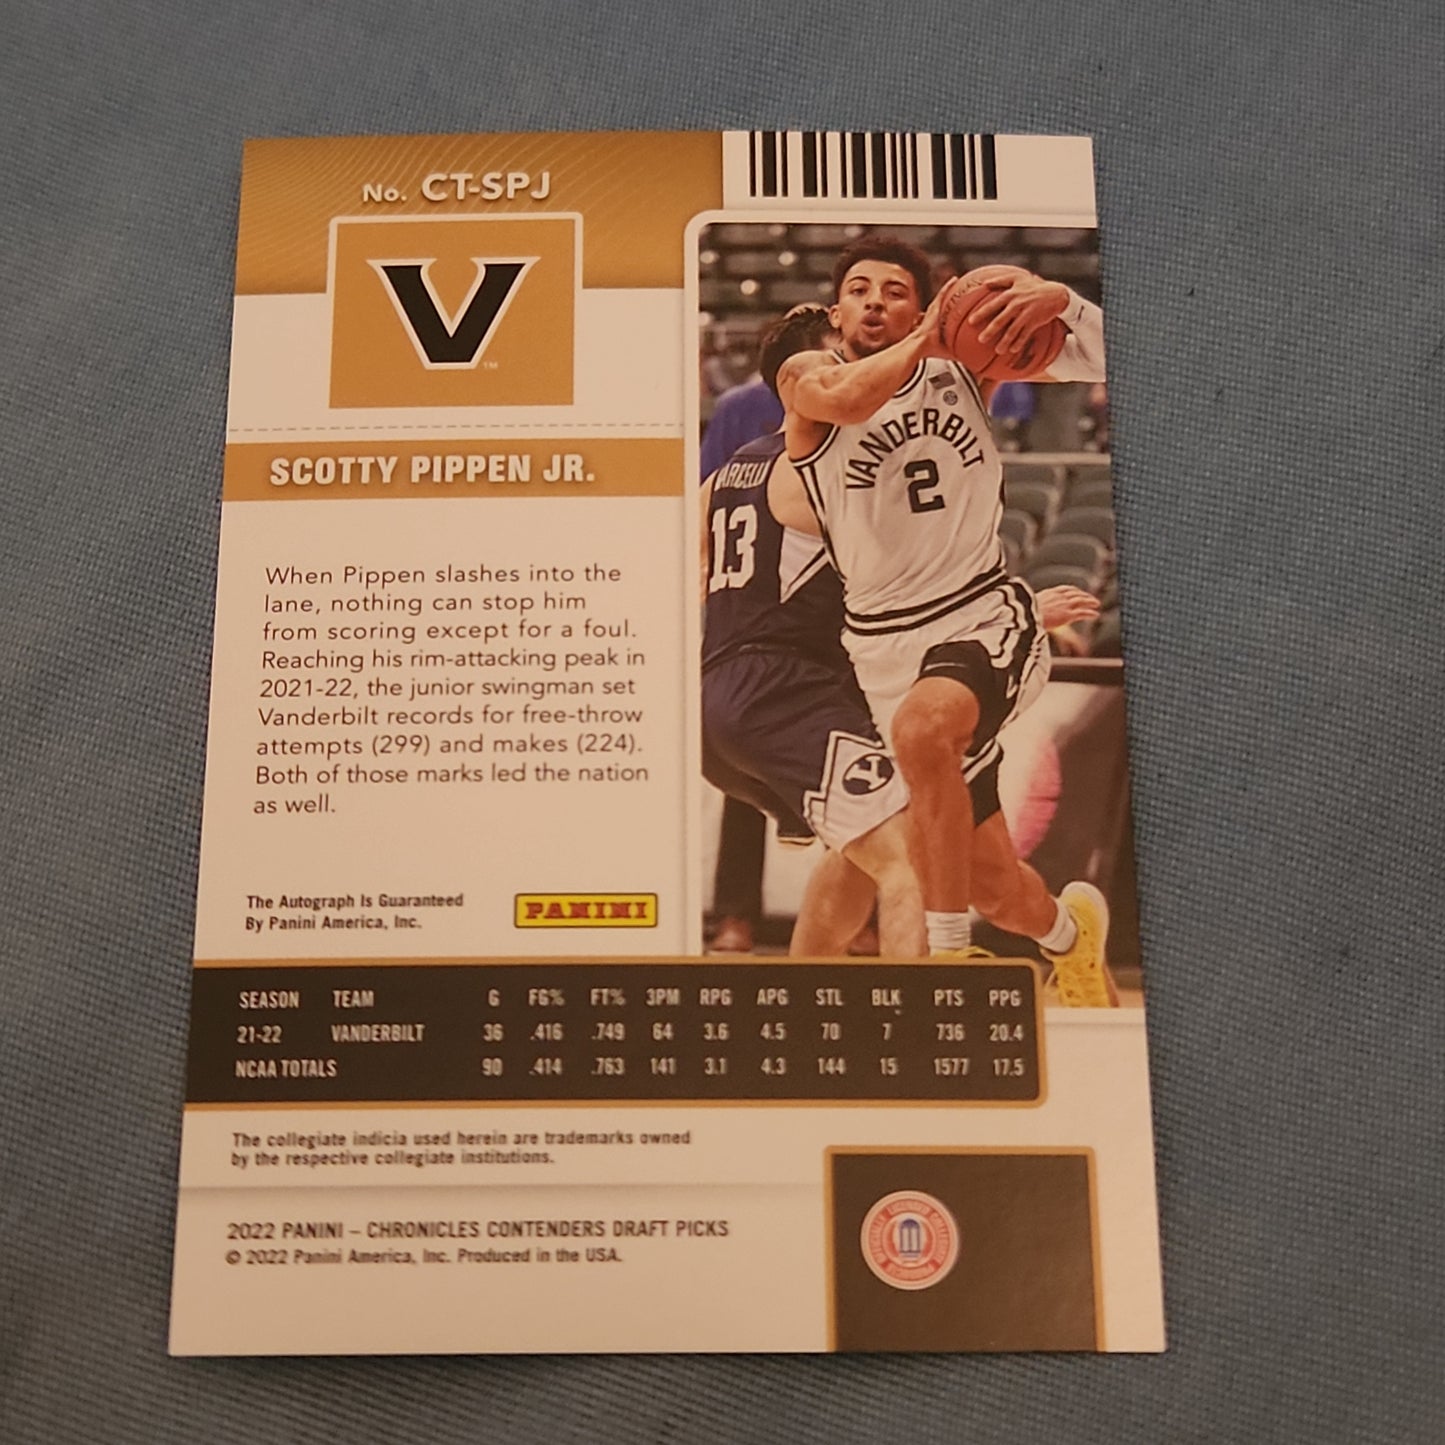 No. CT-SPJ
V
TM
SCOTTY PIPPEN JR.
When Pippen slashes into the
lane, nothing can stop him
from scoring except for a foul.
Reaching his rim-attacking peak in
2021-22, the junior swingman set
Vanderbilt records for free-throw
attempts (299) and makes (224).
Both of those marks led the nation
as well.
The Autograph Is Guaranteed
By Panini America, Inc.
PANINI
VANDERBILT
2
13
SEASON TEAM G FG% FT% 3PM RPG APG STL BLK PTS PPG
21-22 VANDERBILT 36 .416 .749 64 3.6 4.5 70 7 736 20.4
NCAA TOTALS 90 .414 .763 141 3.1 4.3 144 15 1577 17.5
The collegiate indicia used herein are trademarks owned
by the respective collegiate institutions.
2022 PANINI – CHRONICLES CONTENDERS DRAFT PICKS
© 2022 Panini America, Inc. Produced in the USA.
OFFICIALLY LICENSED COLLEGIATE PRODUCTS